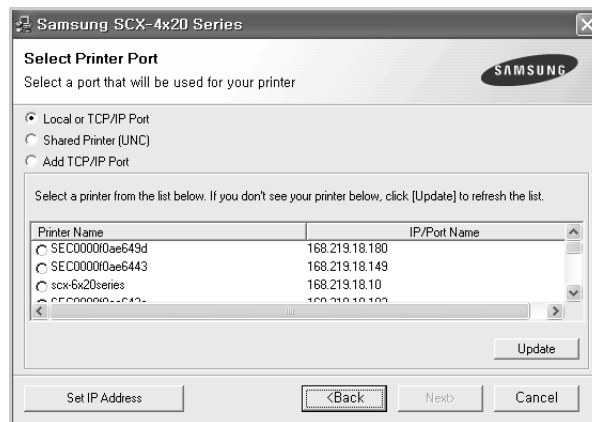 Samsung SCX-4x20 Series
Select Printer Port
Select a port that will be used for your printer
SAMSUNG
Local or TCP/IP Port
Shared Printer (UNC)
Add TCP/IP Port
Select a printer from the list below. If you don't see your printer below, click [Update] to refresh the list.
Printer Name IP/Port Name
SEC0000f0ae649d 168.219.18.180
SEC0000f0ae6443 168.219.18.149
scx-6x20series 168.219.18.10
Update
Set IP Address <Back Next> Cancel